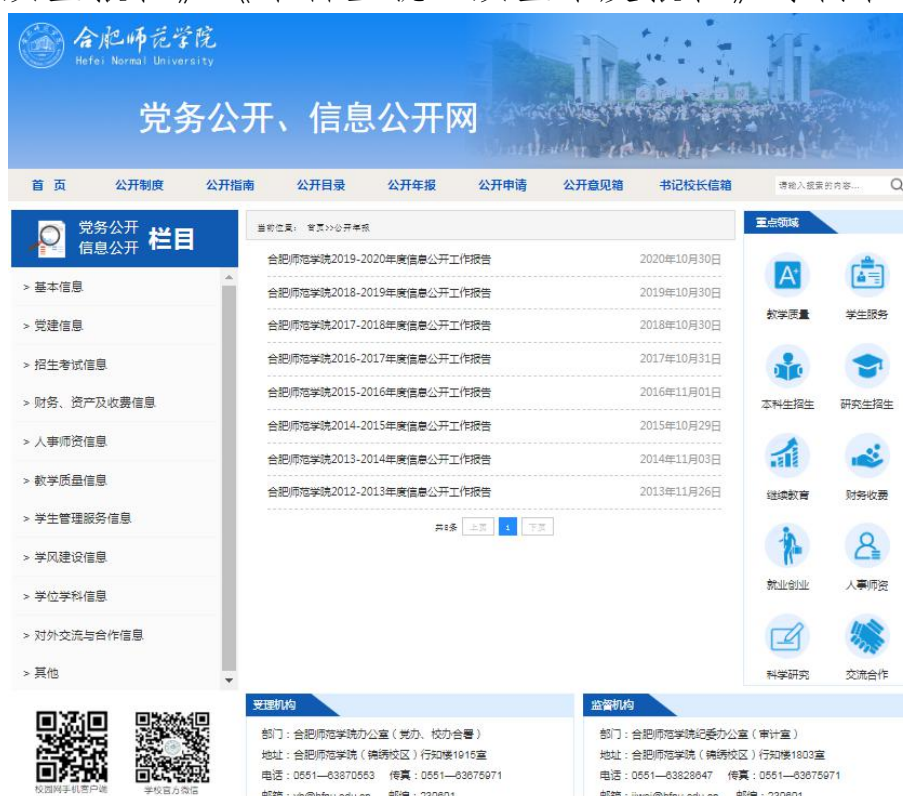 合肥师范学院
Hefei Normal University
党务公开、信息公开网
首 页 公开制度 公开指南 公开目录 公开年报 公开申请 公开意见箱 书记校长信箱 请输入搜索的内容...
党务公开
信息公开 栏目
> 基本信息
> 党建信息
> 招生考试信息
> 财务、资产及收费信息
> 人事师资信息
> 教学质量信息
> 学生管理服务信息
> 学风建设信息
> 学位学科信息
> 对外交流与合作信息
> 其他
当前位置: 首页>>公开年报
合肥师范学院2019-2020年度信息公开工作报告 2020年10月30日
合肥师范学院2018-2019年度信息公开工作报告 2019年10月30日
合肥师范学院2017-2018年度信息公开工作报告 2018年10月30日
合肥师范学院2016-2017年度信息公开工作报告 2017年10月31日
合肥师范学院2015-2016年度信息公开工作报告 2016年11月01日
合肥师范学院2014-2015年度信息公开工作报告 2015年10月29日
合肥师范学院2013-2014年度信息公开工作报告 2014年11月03日
合肥师范学院2012-2013年度信息公开工作报告 2013年11月26日
共8条 上页 1 下页
重点领域
教学质量 学生服务
本科生招生 研究生招生
继续教育 财务收费
就业创业 人事师资
科学研究 交流合作
校园网手机客户端 学校官方微信
受理机构
部门：合肥师范学院办公室（党办、校办合署）
地址：合肥师范学院（锦绣校区）行知楼1915室
电话：0551—63870553 传真：0551—63675971
监督机构
部门：合肥师范学院纪委办公室（审计室）
地址：合肥师范学院（锦绣校区）行知楼1803室
电话：0551—63828647 传真：0551—63675971